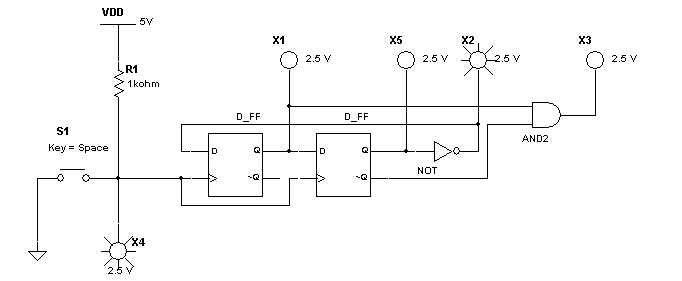 VDD
5V
R1
1kohm
S1
Key = Space
X4
2.5 V
X1
2.5 V
X5
2.5 V
X2
2.5 V
X3
2.5 V
D_FF
D
Q
~Q
D_FF
D
Q
~Q
NOT
AND2